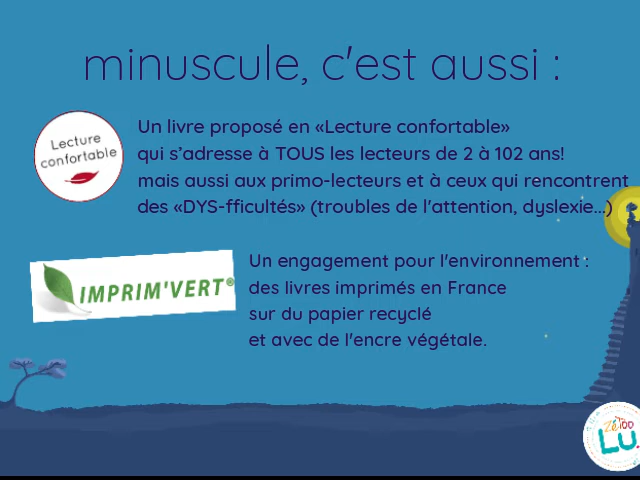 minuscule, c'est aussi :
Lecture
confortable
Un livre proposé en «Lecture confortable»
qui s'adresse à TOUS les lecteurs de 2 à 102 ans!
mais aussi aux primo-lecteurs et à ceux qui rencontrent
des «DYS-fficultés» (troubles de l'attention, dyslexie...)
IMPRIM'VERT®
Un engagement pour l'environnement :
des livres imprimés en France
sur du papier recyclé
et avec de l'encre végétale.
ZéToo
Lu.